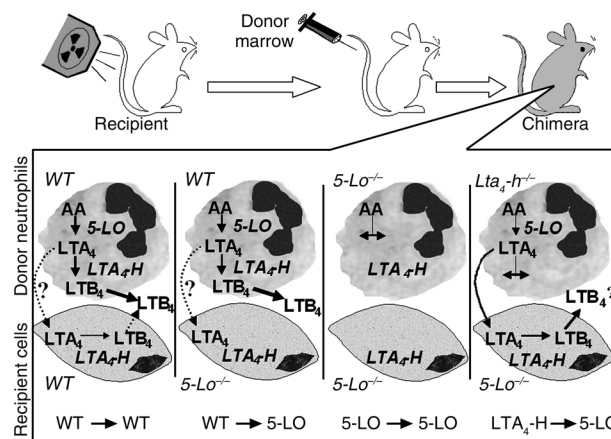 Donor
marrow
Recipient
Chimera
Donor neutrophils
Recipient cells
WT
AA
5-LO
LTA₄
LTA₄-H
LTB₄
LTB₄
?
LTA₄
LTB₄
LTA₄-H
WT
WT → WT
WT
AA
5-LO
LTA₄
LTA₄-H
LTB₄
LTB₄
?
LTA₄
LTA₄-H
5-Lo⁻/⁻
WT → 5-LO
5-Lo⁻/⁻
AA
LTA₄-H
LTA₄-H
5-Lo⁻/⁻
5-LO → 5-LO
Lta₄-h⁻/⁻
AA
5-LO
LTA₄
LTB₄?
LTA₄
LTB₄
LTA₄-H
5-Lo⁻/⁻
LTA₄-H → 5-LO